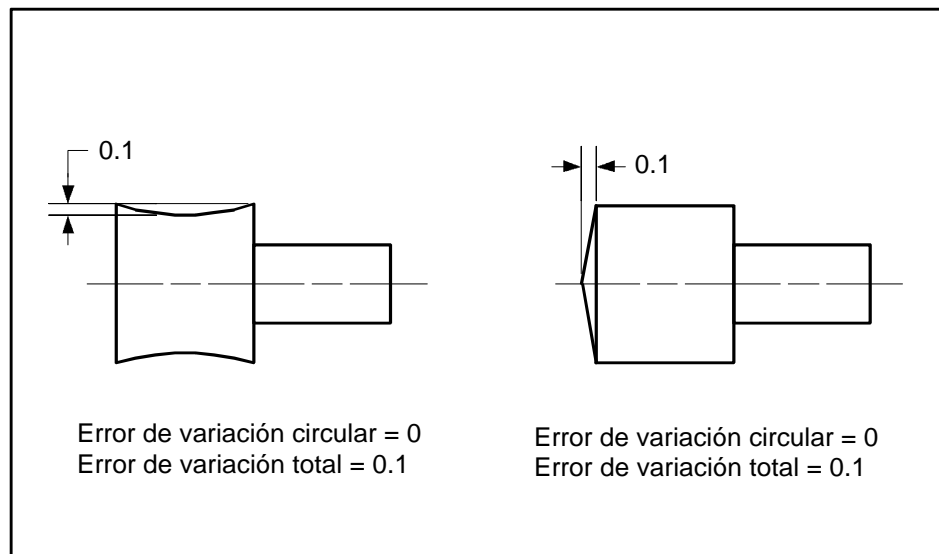 0.1
0.1
Error de variación circular = 0
Error de variación total = 0.1
Error de variación circular = 0
Error de variación total = 0.1